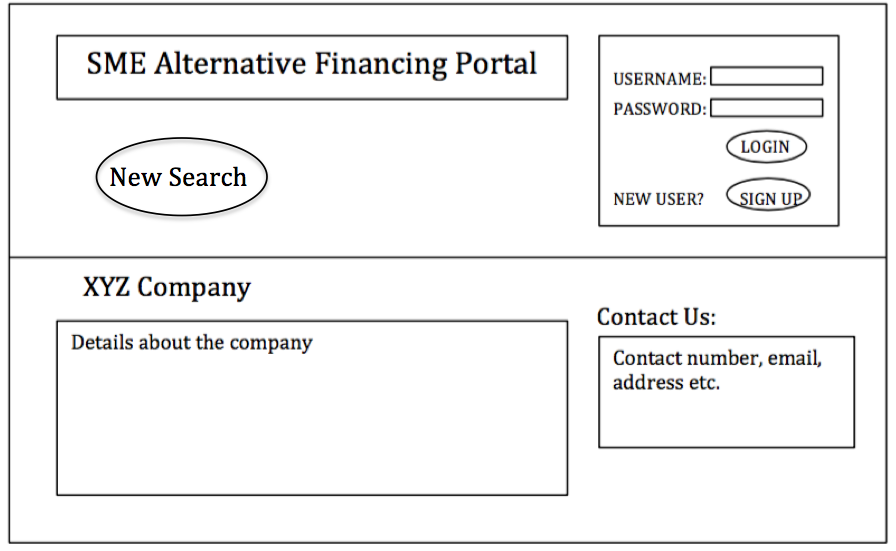 SME Alternative Financing Portal
USERNAME:
PASSWORD:
LOGIN
New Search
NEW USER?
SIGN UP
XYZ Company
Contact Us:
Details about the company
Contact number, email,
address etc.